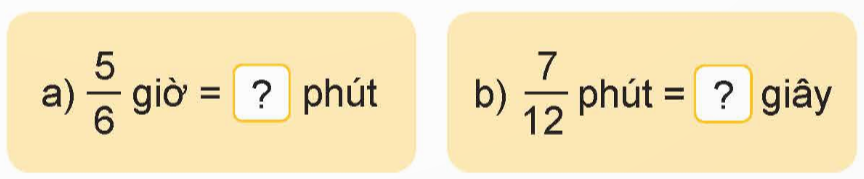 a) 5/6 giờ = ? phút
b) 7/12 phút = ? giây